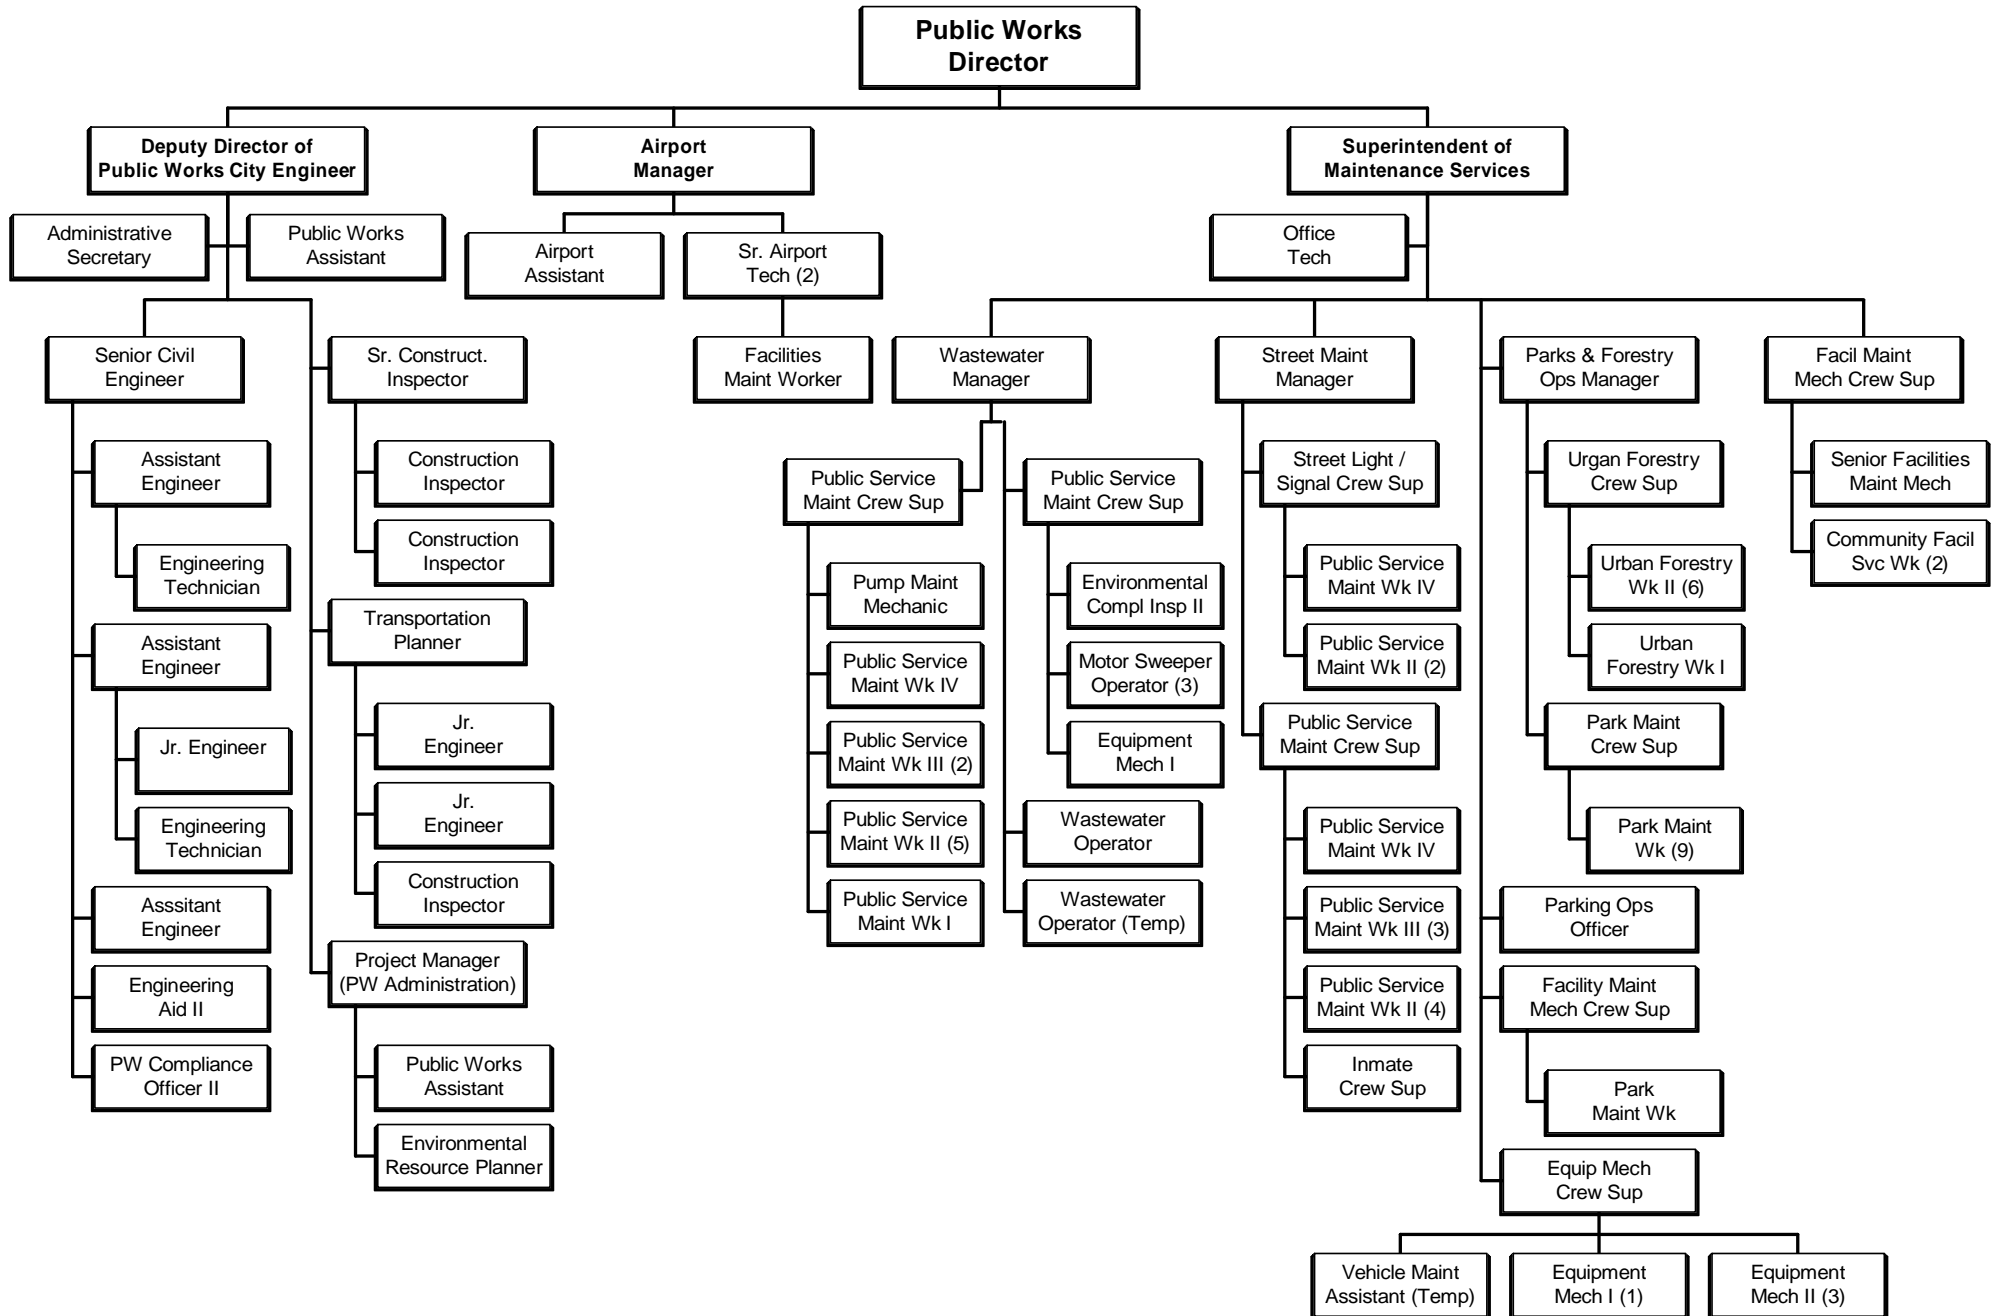 Public Works
Director
Deputy Director of
Public Works City Engineer
Airport
Manager
Superintendent of
Maintenance Services
Administrative
Secretary
Public Works
Assistant
Airport
Assistant
Sr. Airport
Tech (2)
Office
Tech
Senior Civil
Engineer
Sr. Construct.
Inspector
Facilities
Maint Worker
Wastewater
Manager
Street Maint
Manager
Parks & Forestry
Ops Manager
Facil Maint
Mech Crew Sup
Assistant
Engineer
Engineering
Technician
Assistant
Engineer
Jr. Engineer
Engineering
Technician
Asssitant
Engineer
Engineering
Aid II
PW Compliance
Officer II
Construction
Inspector
Construction
Inspector
Transportation
Planner
Jr.
Engineer
Jr.
Engineer
Construction
Inspector
Project Manager
(PW Administration)
Public Works
Assistant
Environmental
Resource Planner
Public Service
Maint Crew Sup
Pump Maint
Mechanic
Public Service
Maint Wk IV
Public Service
Maint Wk III (2)
Public Service
Maint Wk II (5)
Public Service
Maint Wk I
Public Service
Maint Crew Sup
Environmental
Compl Insp II
Motor Sweeper
Operator (3)
Equipment
Mech I
Wastewater
Operator
Wastewater
Operator (Temp)
Street Light /
Signal Crew Sup
Public Service
Maint Wk IV
Public Service
Maint Wk II (2)
Public Service
Maint Crew Sup
Public Service
Maint Wk IV
Public Service
Maint Wk III (3)
Public Service
Maint Wk II (4)
Inmate
Crew Sup
Urgan Forestry
Crew Sup
Urban Forestry
Wk II (6)
Urban
Forestry Wk I
Park Maint
Crew Sup
Park Maint
Wk (9)
Parking Ops
Officer
Facility Maint
Mech Crew Sup
Park
Maint Wk
Equip Mech
Crew Sup
Vehicle Maint
Assistant (Temp)
Equipment
Mech I (1)
Equipment
Mech II (3)
Senior Facilities
Maint Mech
Community Facil
Svc Wk (2)